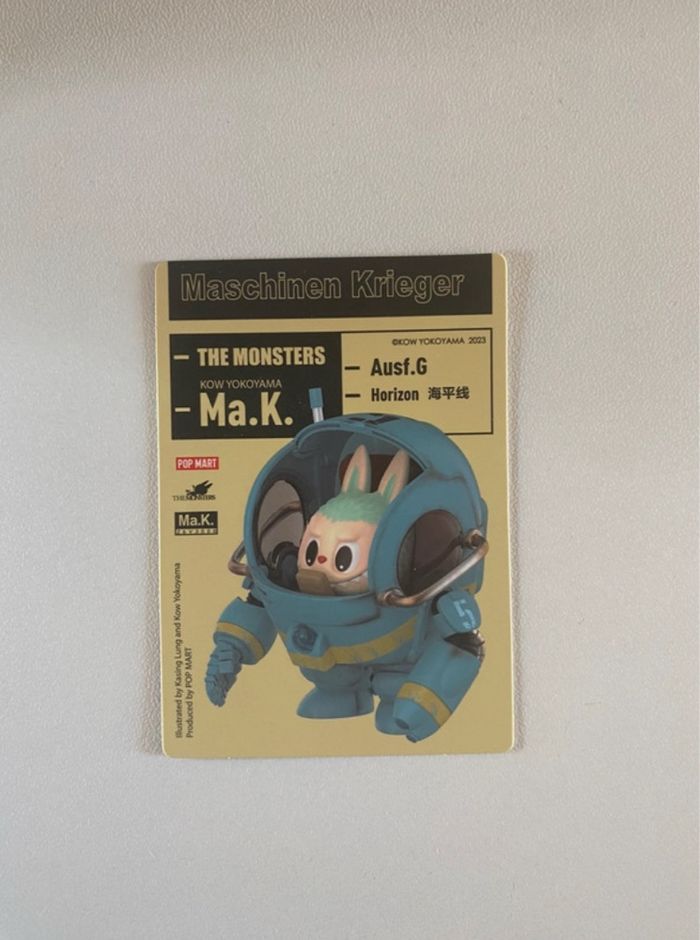 Maschinen Krieger
©KOW YOKOYAMA 2023
– THE MONSTERS
KOW YOKOYAMA
– Ma.K.
– Ausf.G
– Horizon 海平线
POP MART
THE MONSTERS
Ma.K.
Illustrated by Kasing Lung and Kow Yokoyama
Produced by POP MART